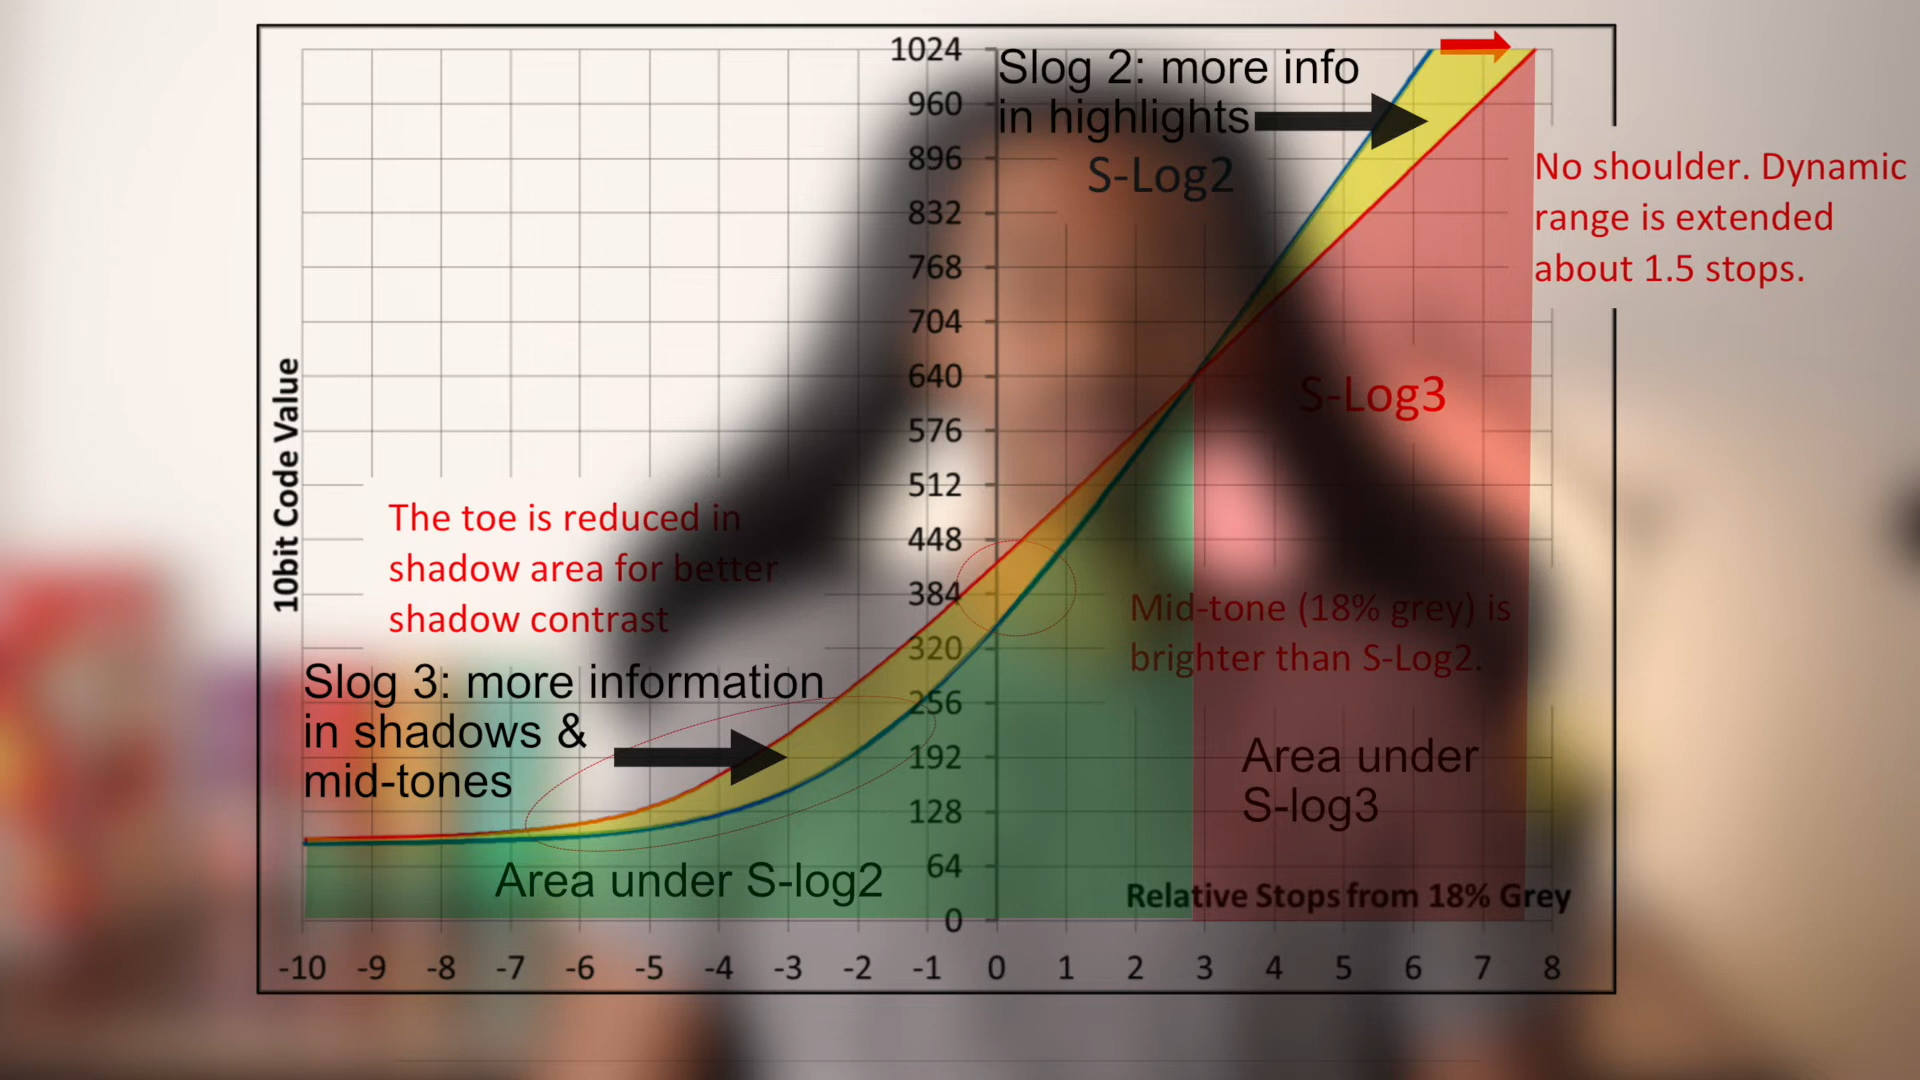 1024
960
896
832
768
704
640
576
512
448
384
320
256
192
128
64
0
Slog 2: more info
in highlights
S-Log2
No shoulder. Dynamic
range is extended
about 1.5 stops.
S-Log3
10bit Code Value
The toe is reduced in
shadow area for better
shadow contrast
Mid-tone (18% grey) is
brighter than S-Log2.
Slog 3: more information
in shadows &
mid-tones
Area under
S-log3
Area under S-log2
Relative Stops from 18% Grey
-10 -9 -8 -7 -6 -5 -4 -3 -2 -1 0 1 2 3 4 5 6 7 8